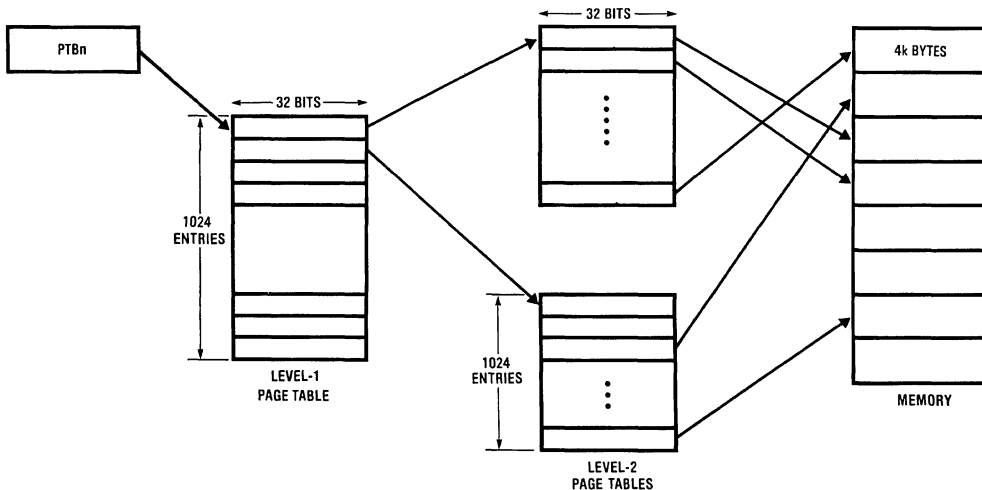 PTBn
32 BITS
1024
ENTRIES
LEVEL-1
PAGE TABLE
32 BITS
1024
ENTRIES
LEVEL-2
PAGE TABLES
4k BYTES
MEMORY